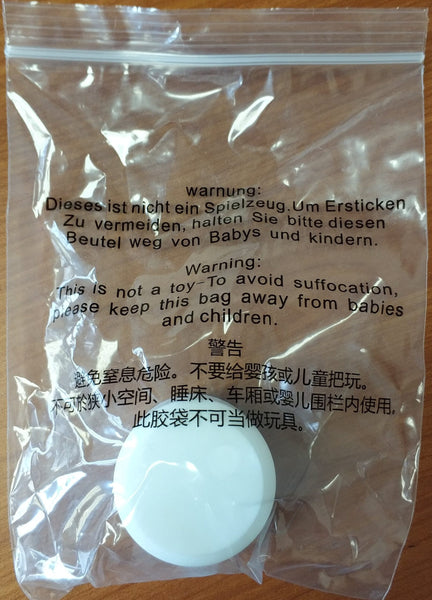 warnung:
Dieses ist nicht ein Spielzeug.Um Ersticken
Zu vermeiden, halten Sie bitte diesen
Beutel weg von Babys und kindern.
Warning:
This is not a toy-To avoid suffocation,
please keep this bag away from babies
and children.
警告
避免窒息危险。不要给婴孩或儿童把玩。
不可於狭小空间、睡床、车厢或婴儿围栏内使用,
此胶袋不可当做玩具。